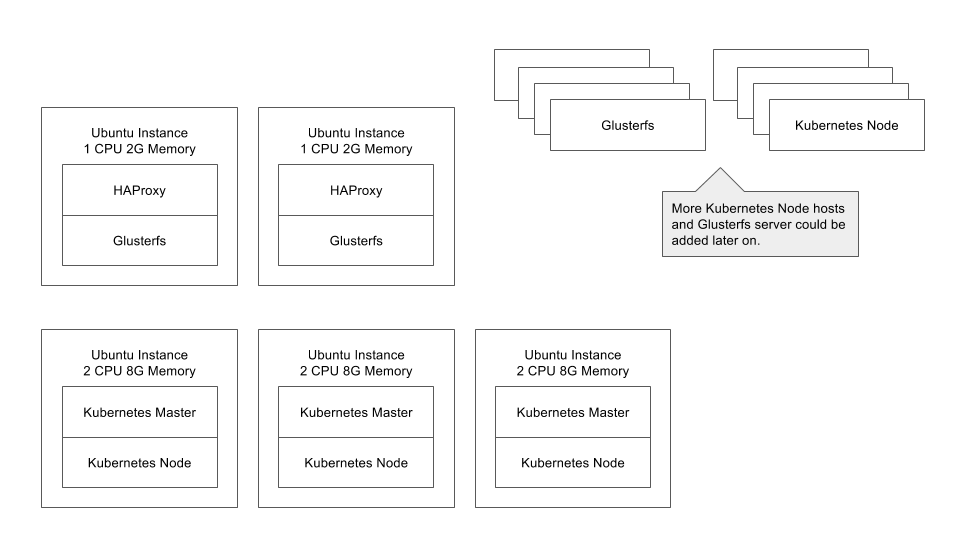 Glusterfs
Kubernetes Node
Ubuntu Instance
1 CPU 2G Memory
HAProxy
Glusterfs
Ubuntu Instance
1 CPU 2G Memory
HAProxy
Glusterfs
More Kubernetes Node hosts
and Glusterfs server could be
added later on.
Ubuntu Instance
2 CPU 8G Memory
Kubernetes Master
Kubernetes Node
Ubuntu Instance
2 CPU 8G Memory
Kubernetes Master
Kubernetes Node
Ubuntu Instance
2 CPU 8G Memory
Kubernetes Master
Kubernetes Node